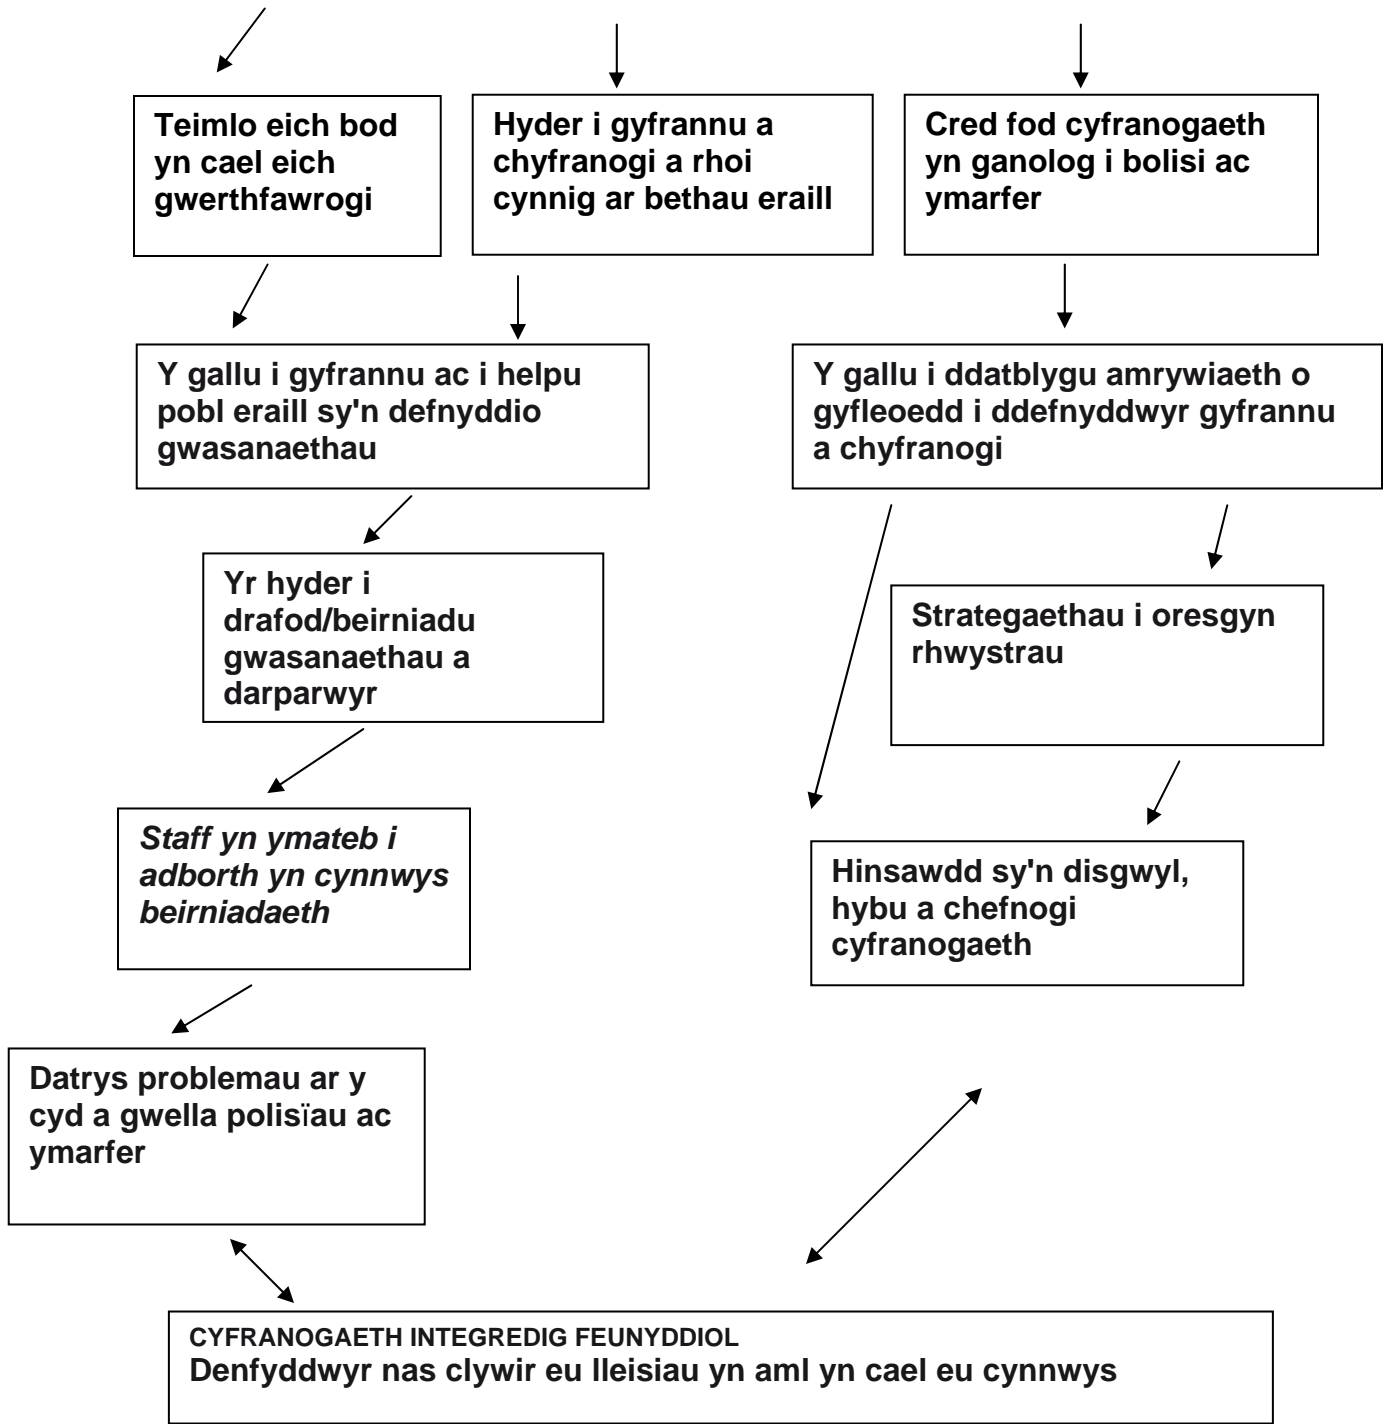 Teimlo eich bod
yn cael eich
gwerthfawrogi
Hyder i gyfrannu a
chyfranogi a rhoi
cynnig ar bethau eraill
Cred fod cyfranogaeth
yn ganolog i bolisi ac
ymarfer
Y gallu i gyfrannu ac i helpu
pobl eraill sy'n defnyddio
gwasanaethau
Y gallu i ddatblygu amrywiaeth o
gyfleoedd i ddefnyddwyr gyfrannu
a chyfranogi
Yr hyder i
drafod/beirniadu
gwasanaethau a
darparwyr
Strategaethau i oresgyn
rhwystrau
Staff yn ymateb i
adborth yn cynnwys
beirniadaeth
Hinsawdd sy'n disgwyl,
hybu a chefnogi
cyfranogaeth
Datrys problemau ar y
cyd a gwella polisïau ac
ymarfer
CYFRANOGAETH INTEGREDIG FEUNYDDIOL
Denfyddwyr nas clywir eu lleisiau yn aml yn cael eu cynnwys